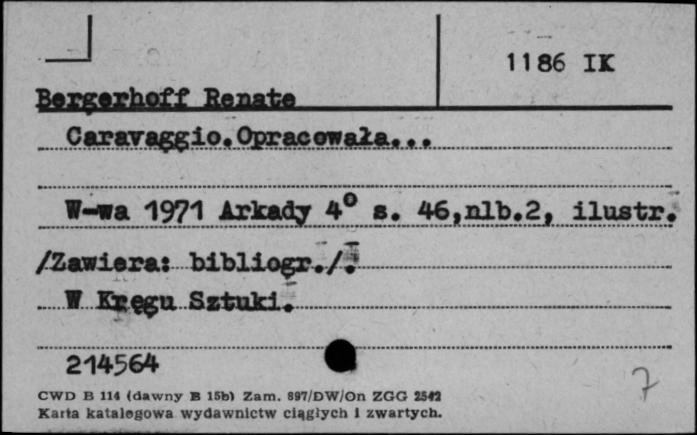 1186 IK
Bergerhoff Renate
Caravaggio.Opracowała...
W-wa 1971 Arkady 4° s. 46,nlb.2, ilustr.
/Zawiera: bibliogr./.
W Kręgu Sztuki.
214564
7
CWD B 114 (dawny B 15b) Zam. 897/DW/On ZGG 2542
Karta katalogowa wydawnictw ciągłych i zwartych.